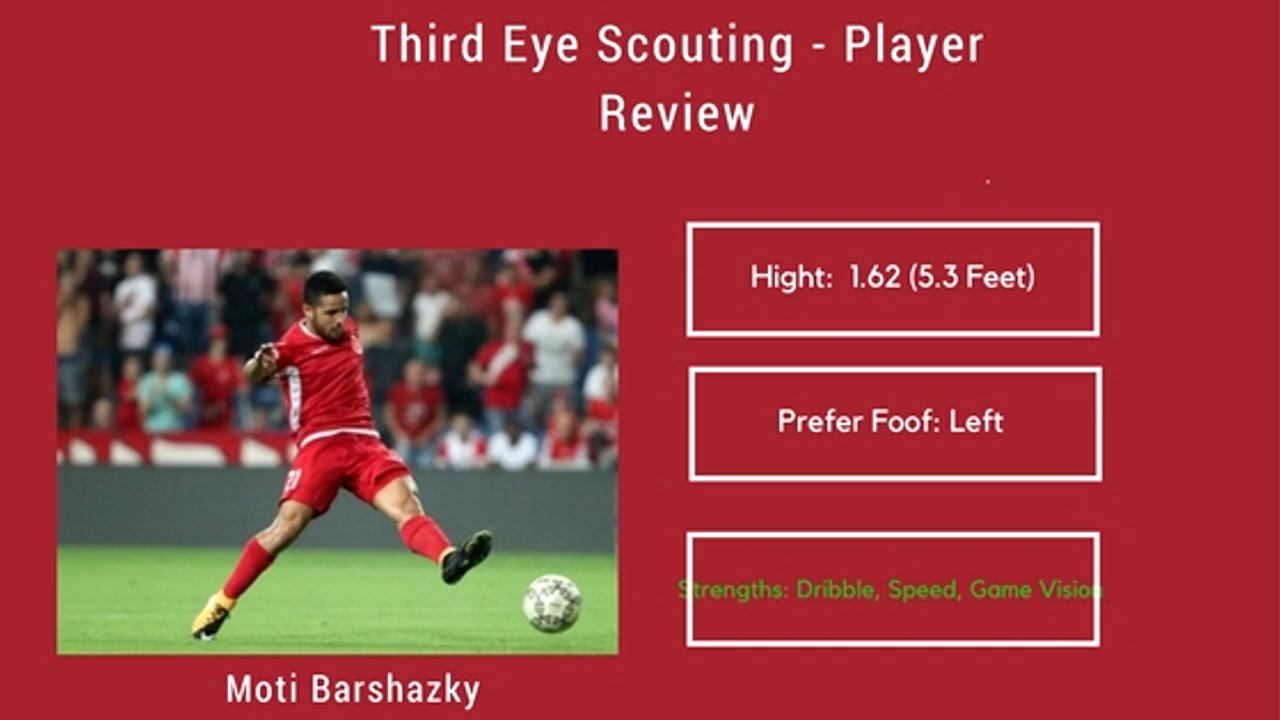 Third Eye Scouting - Player
Review
Hight: 1.62 (5.3 Feet)
Prefer Foof: Left
Strengths: Dribble, Speed, Game Vision
21
Moti Barshazky